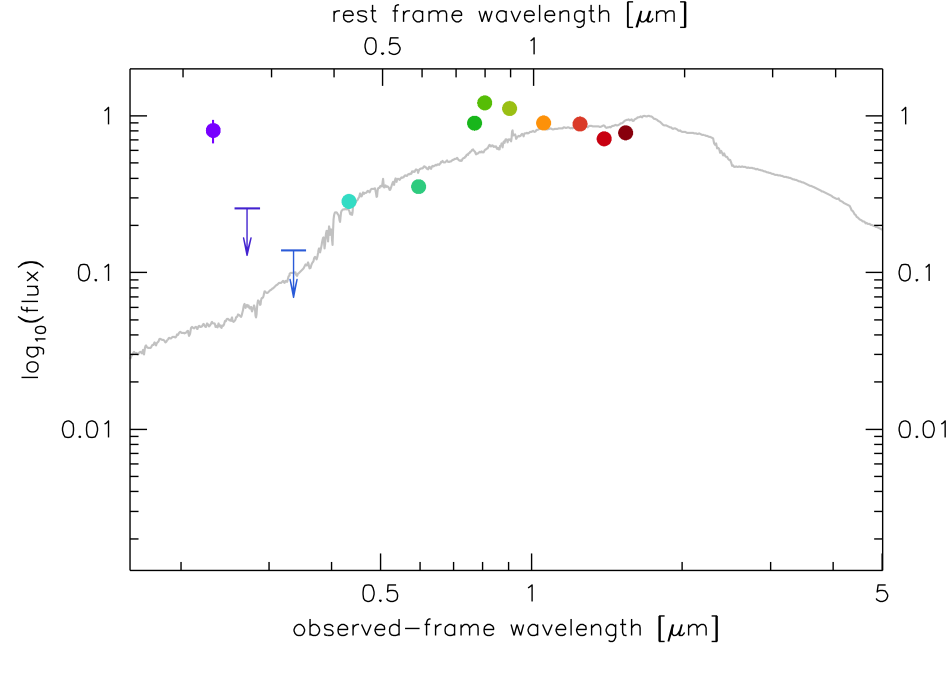 rest frame wavelength [μm]
0.5 1
1 1
0.1 0.1
0.01 0.01
log10(flux)
0.5 1 5
observed-frame wavelength [μm]